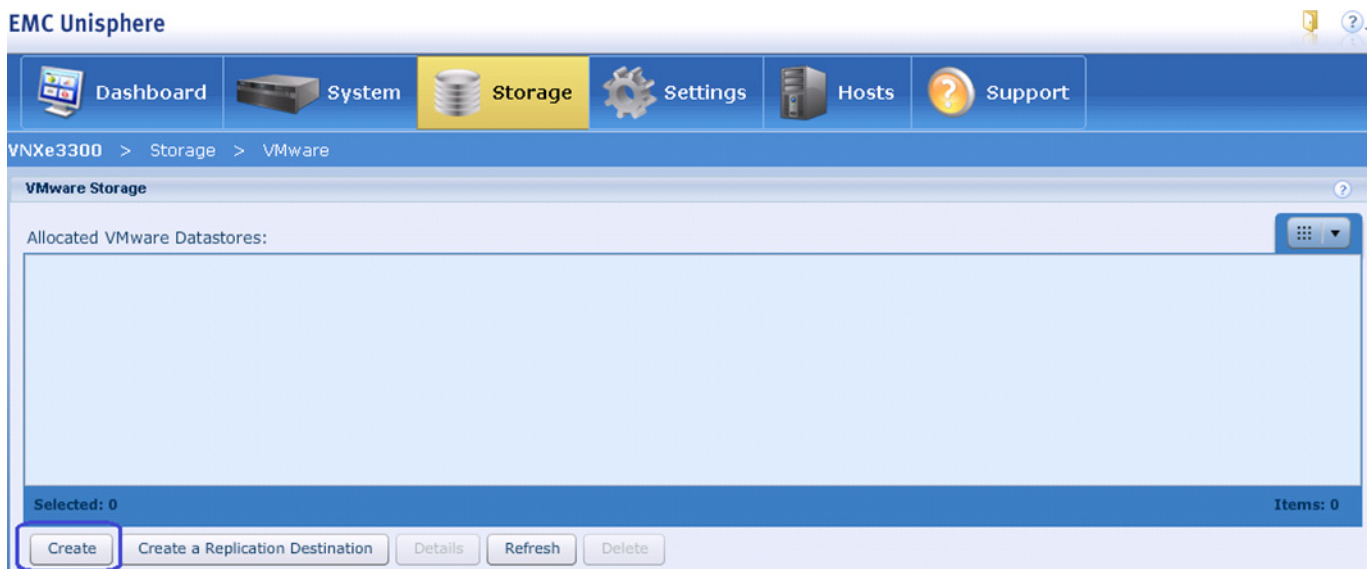 EMC Unisphere
Dashboard System Storage Settings Hosts Support
VNXe3300 > Storage > VMware
VMware Storage
Allocated VMware Datastores:
Selected: 0 Items: 0
Create Create a Replication Destination Details Refresh Delete